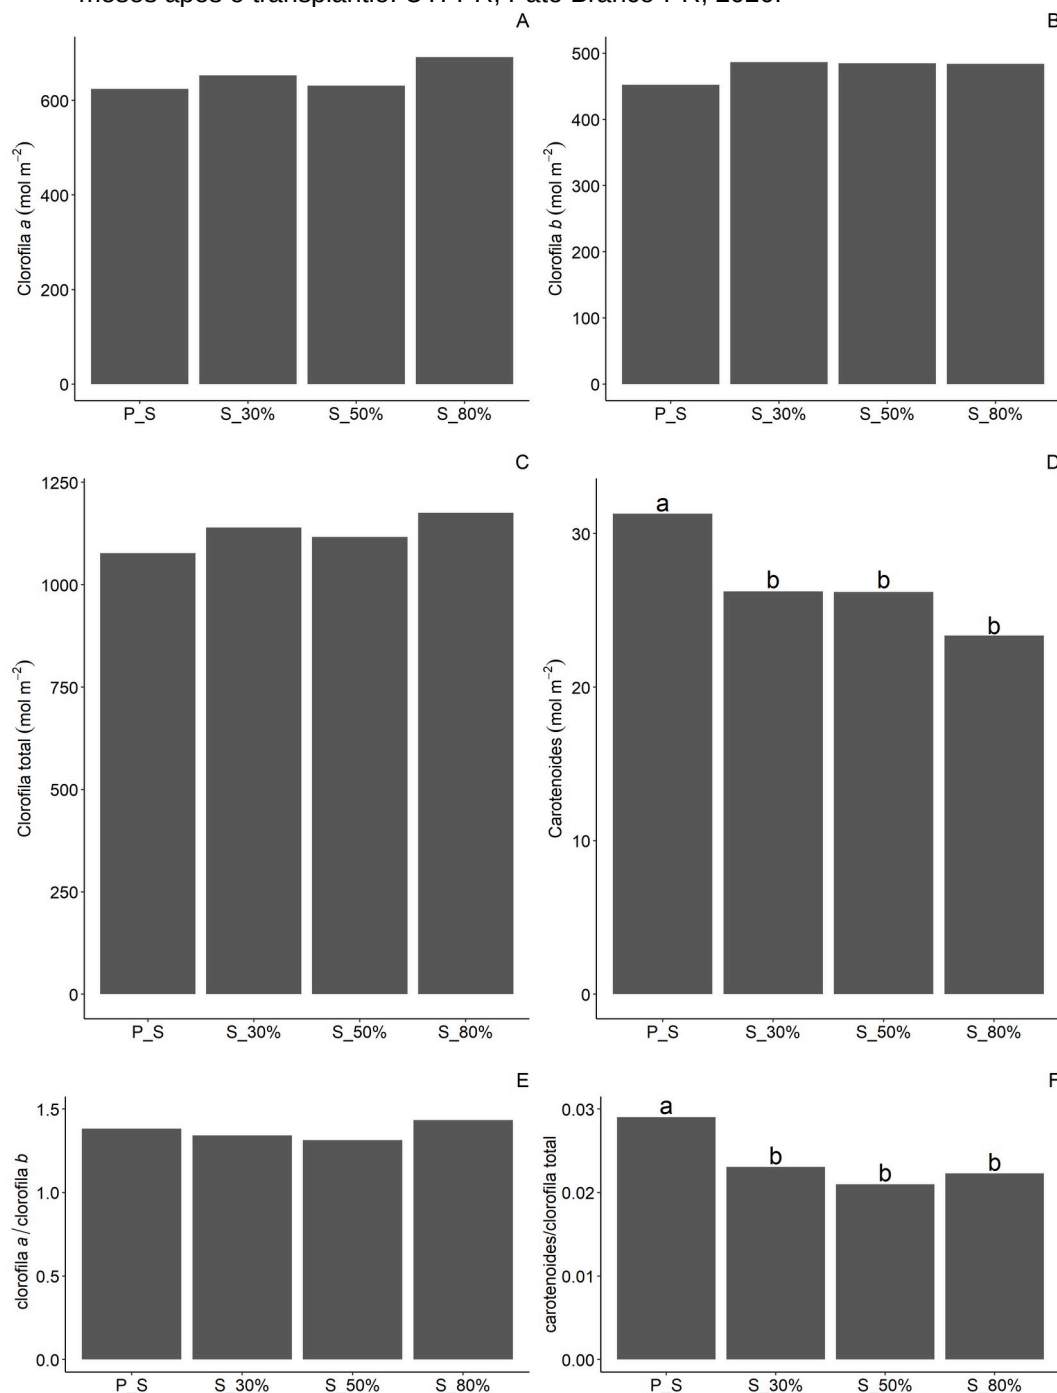 meses após o transplantio. UTFPR, Pato Branco-PR, 2020.
A
Clorofila a (mol m⁻²)
600
400
200
0
P_S S_30% S_50% S_80%
B
Clorofila b (mol m⁻²)
500
400
300
200
100
0
P_S S_30% S_50% S_80%
C
Clorofila total (mol m⁻²)
1250
1000
750
500
250
0
P_S S_30% S_50% S_80%
D
Carotenoides (mol m⁻²)
30
20
10
0
a
b
b
b
P_S S_30% S_50% S_80%
E
clorofila a/clorofila b
1.5
1.0
0.5
0.0
P_S S_30% S_50% S_80%
F
carotenoides/clorofila total
0.03
0.02
0.01
0.00
a
b
b
b
P_S S_30% S_50% S_80%